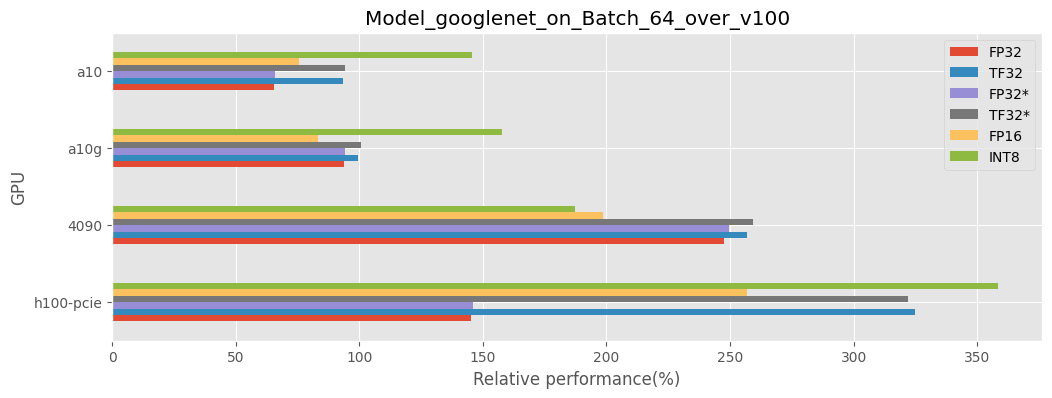 Model_googlenet_on_Batch_64_over_v100
FP32
TF32
FP32*
TF32*
FP16
INT8
GPU
a10
a10g
4090
h100-pcie
0 50 100 150 200 250 300 350
Relative performance(%)